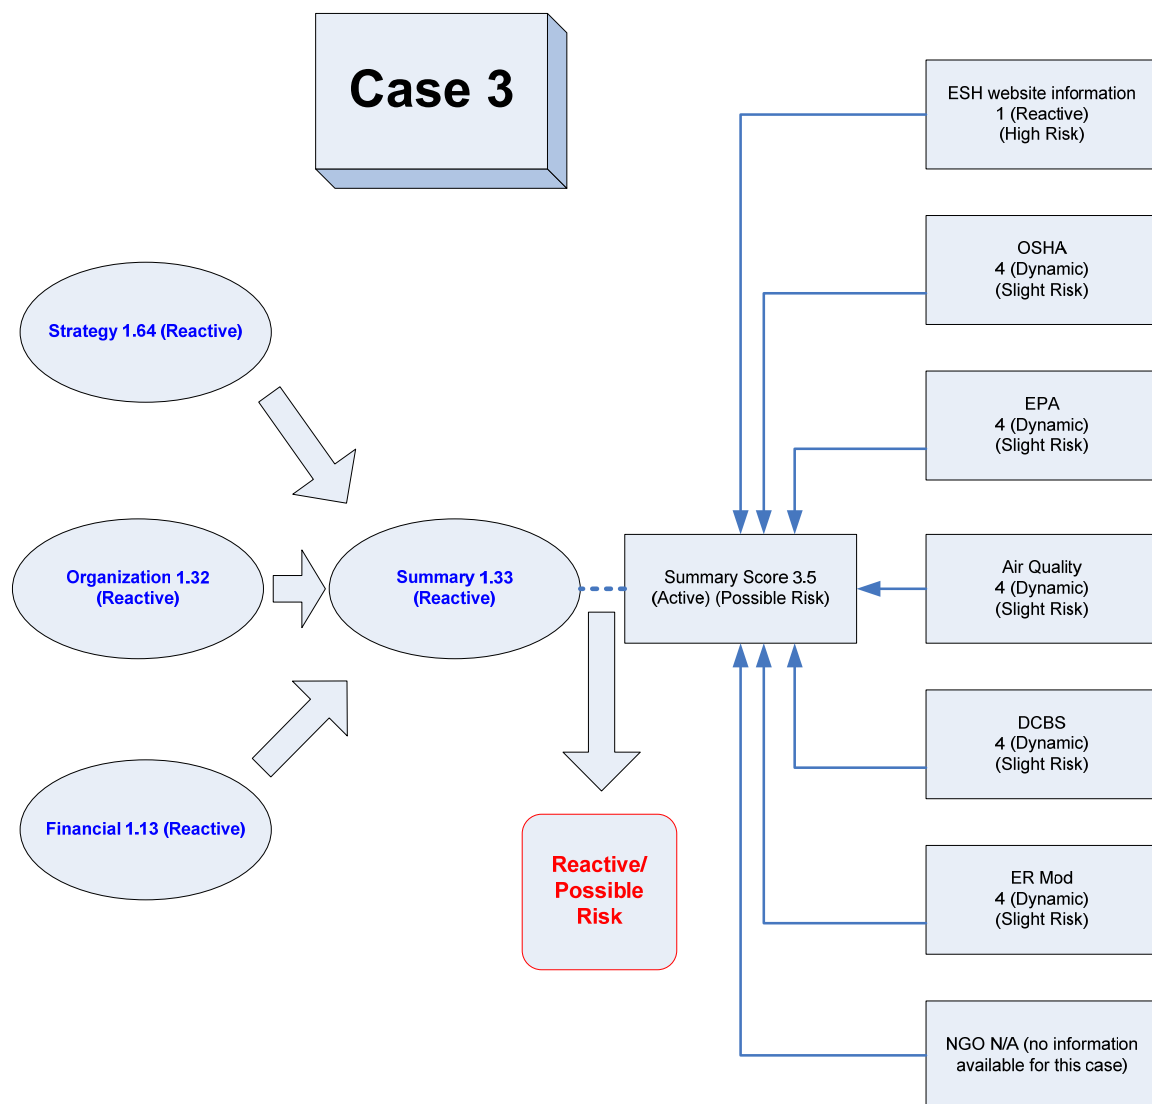 Case 3
ESH website information
1 (Reactive)
(High Risk)
OSHA
4 (Dynamic)
(Slight Risk)
Strategy 1.64 (Reactive)
EPA
4 (Dynamic)
(Slight Risk)
Organization 1.32
(Reactive)
Summary 1.33
(Reactive)
Summary Score 3.5
(Active) (Possible Risk)
Air Quality
4 (Dynamic)
(Slight Risk)
DCBS
4 (Dynamic)
(Slight Risk)
Financial 1.13 (Reactive)
Reactive/
Possible
Risk
ER Mod
4 (Dynamic)
(Slight Risk)
NGO N/A (no information
available for this case)